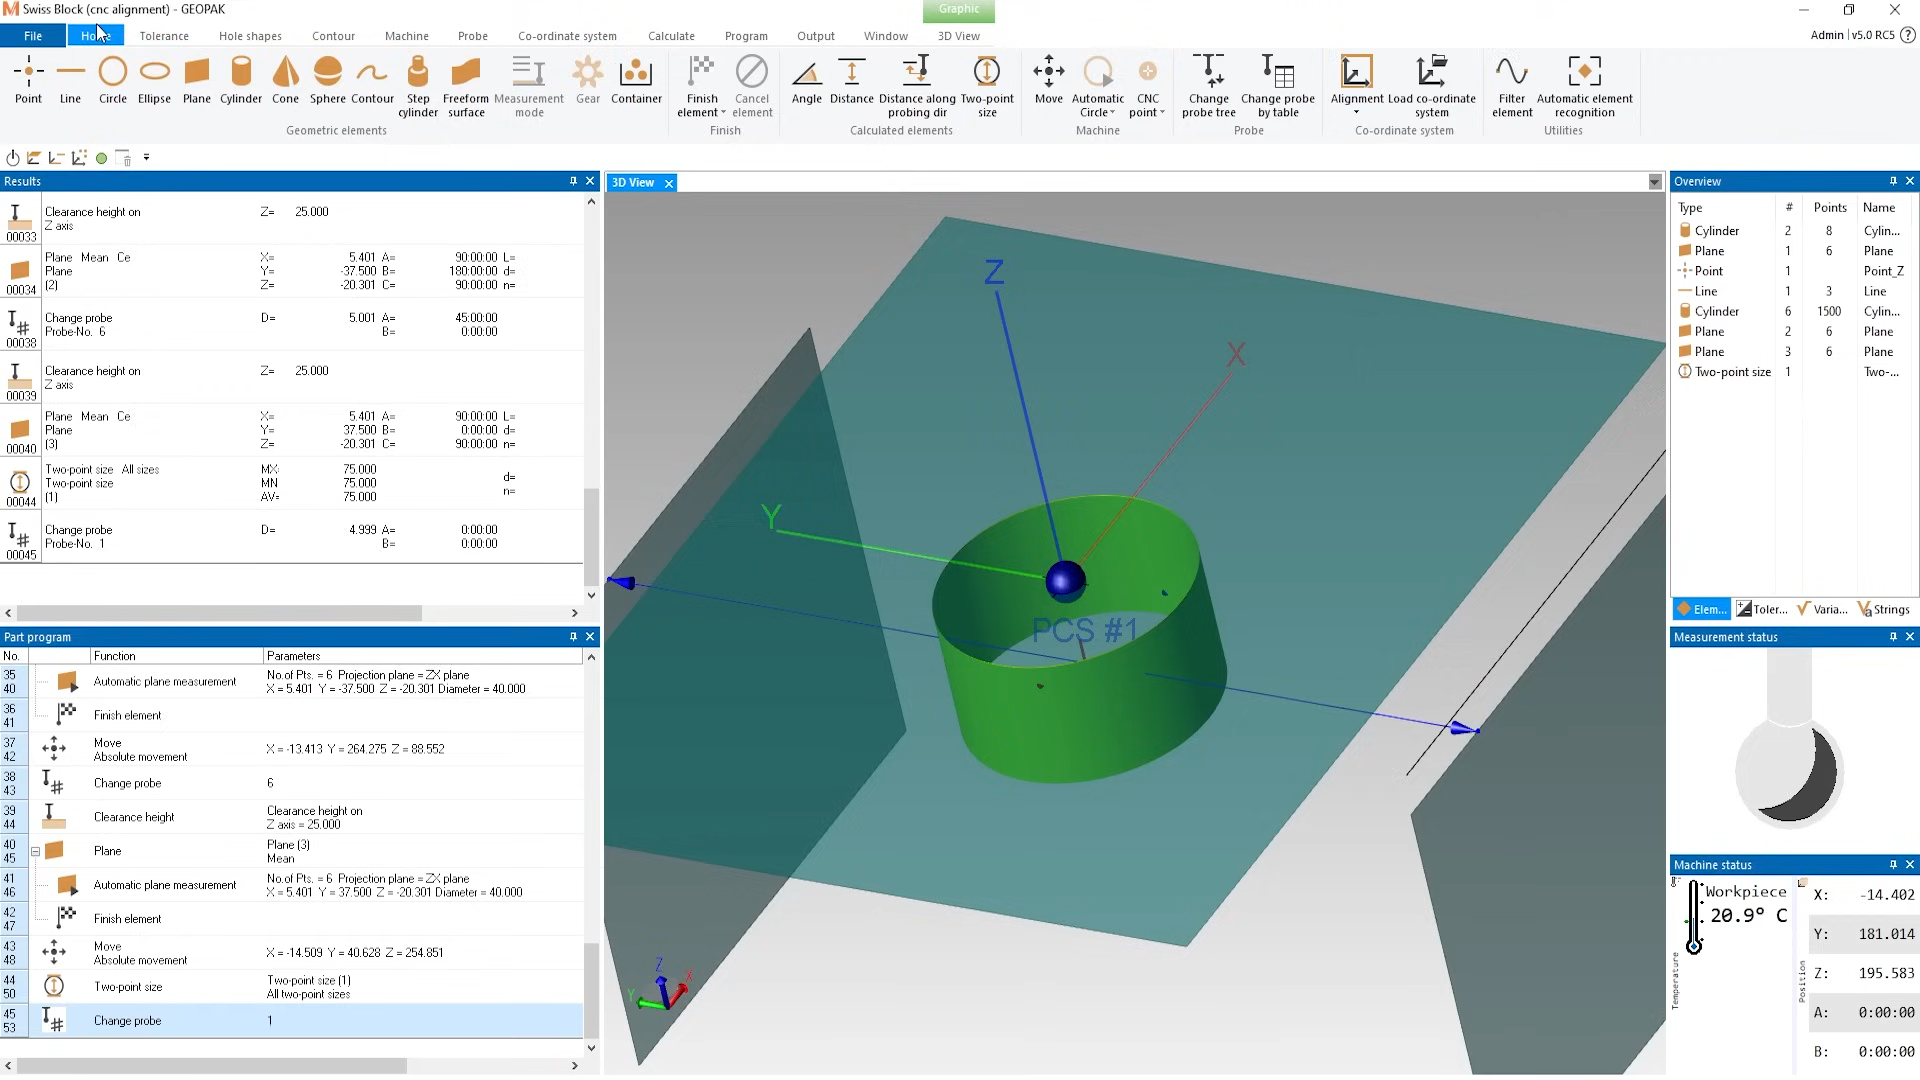 Swiss Block (cnc alignment) - GEOPAK
Graphic
File Home Tolerance Hole shapes Contour Machine Probe Co-ordinate system Calculate Program Output Window 3D View
Admin | v5.0 RC5
Point Line Circle Ellipse Plane Cylinder Cone Sphere Contour Step cylinder Freeform surface Measurement mode Gear Container
Finish element Cancel element
Angle Distance Distance along probing dir Two-point size
Move Automatic Circle CNC point
Change probe tree Change probe by table
Alignment Load co-ordinate system
Filter element Automatic element recognition
Geometric elements Finish Calculated elements Machine Probe Co-ordinate system Utilities
Results
00033 Clearance height on Z= 25.000
Z axis
00034 Plane Mean Ce X= 5.401 A= 90:00:00 L=
Plane Y= -37.500 B= 180:00:00 d=
(2) Z= -20.301 C= 90:00:00 n=
00038 Change probe D= 5.001 A= 45:00:00
Probe-No. 6 B= 0:00:00
00039 Clearance height on Z= 25.000
Z axis
00040 Plane Mean Ce X= 5.401 A= 90:00:00 L=
Plane Y= 37.500 B= 0:00:00 d=
(3) Z= -20.301 C= 90:00:00 n=
00044 Two-point size All sizes MX= 75.000
Two-point size MN 75.000 d=
(1) AV= 75.000 n=
00045 Change probe D= 4.999 A= 0:00:00
Probe-No. 1 B= 0:00:00
Part program
No. Function Parameters
35 40 Automatic plane measurement No.of Pts. = 6 Projection plane = ZX plane
X = 5.401 Y = -37.500 Z = -20.301 Diameter = 40.000
36 41 Finish element
37 42 Move
Absolute movement X = -13.413 Y = 264.275 Z = 88.552
38 43 Change probe 6
39 44 Clearance height Clearance height on
Z axis = 25.000
40 45 Plane Plane (3)
Mean
41 46 Automatic plane measurement No.of Pts. = 6 Projection plane = ZX plane
X = 5.401 Y = 37.500 Z = -20.301 Diameter = 40.000
42 47 Finish element
43 48 Move
Absolute movement X = -14.509 Y = 40.628 Z = 254.851
44 50 Two-point size Two-point size (1)
All two-point sizes
45 53 Change probe 1
3D View
Z
X
Y
PCS #1
Z
X
Y
Overview
Type # Points Name
Cylinder 2 8 Cylin...
Plane 1 6 Plane
Point 1 Point_Z
Line 1 3 Line
Cylinder 6 1500 Cylin...
Plane 2 6 Plane
Plane 3 6 Plane
Two-point size 1 Two-...
Elem... Toler... Varia... Strings
Measurement status
Machine status
Workpiece
20.9° C
Temperature
Position
X: -14.402
Y: 181.014
Z: 195.583
A: 0:00:00
B: 0:00:00